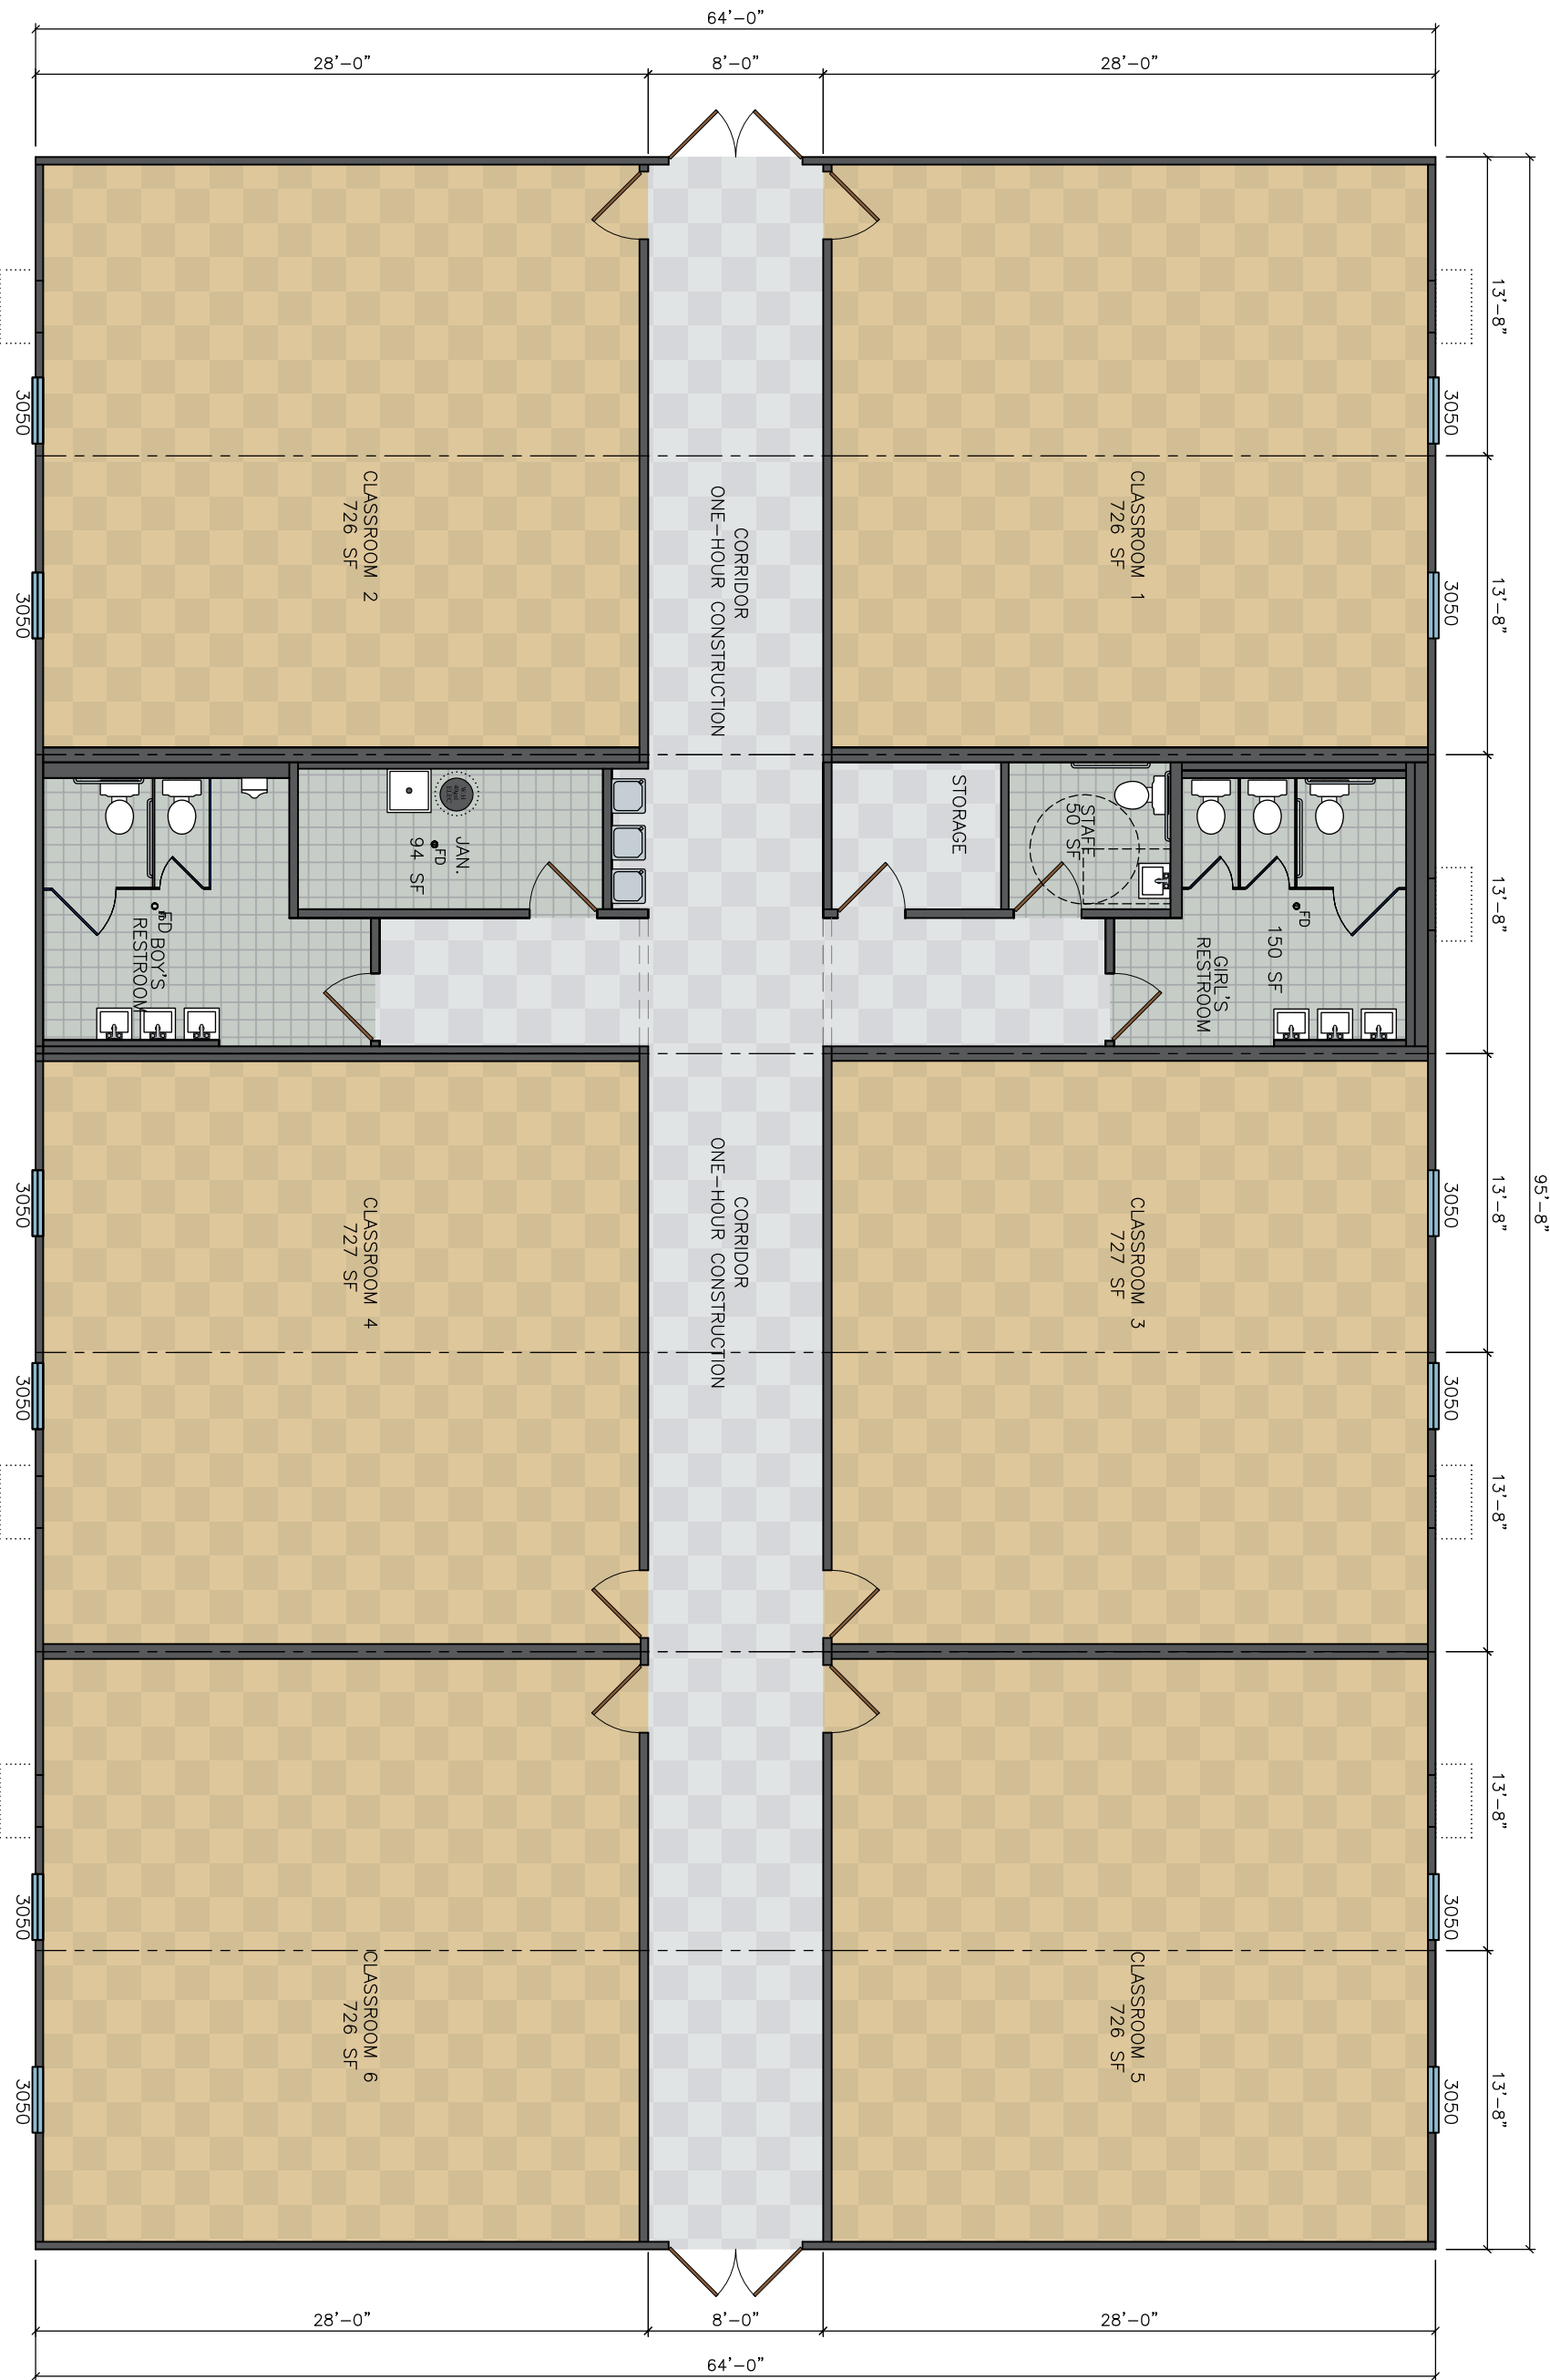 64'-0"
28'-0"
8'-0"
28'-0"
13'-8"
13'-8"
13'-8"
13'-8"
13'-8"
13'-8"
13'-8"
95'-8"
3050
3050
3050
3050
3050
3050
3050
3050
3050
3050
3050
3050
CLASSROOM 2
726 SF
CORRIDOR
ONE-HOUR CONSTRUCTION
CLASSROOM 1
726 SF
FD BOY'S
RESTROOM
W.H
40gal
ELEC
JAN.
94 SF
FD
STORAGE
STAFF
50 SF
FD
150 SF
GIRL'S
RESTROOM
CLASSROOM 4
727 SF
CORRIDOR
ONE-HOUR CONSTRUCTION
CLASSROOM 3
727 SF
CLASSROOM 6
726 SF
CLASSROOM 5
726 SF
28'-0"
8'-0"
28'-0"
64'-0"